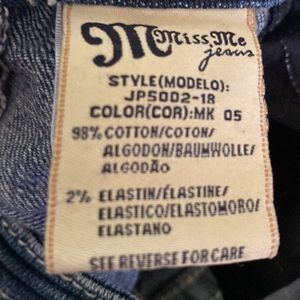 Miss Me
jeans
STYLE(MODELO):
JP5002-18
COLOR(COR):MK 05
98% COTTON/COTON/
ALGODON/BAUMWOLLE/
ALGODÃO
2% ELASTIN/ÉLASTINE/
ELASTICO/ELASTOMORO/
ELASTANO
SEE REVERSE FOR CARE